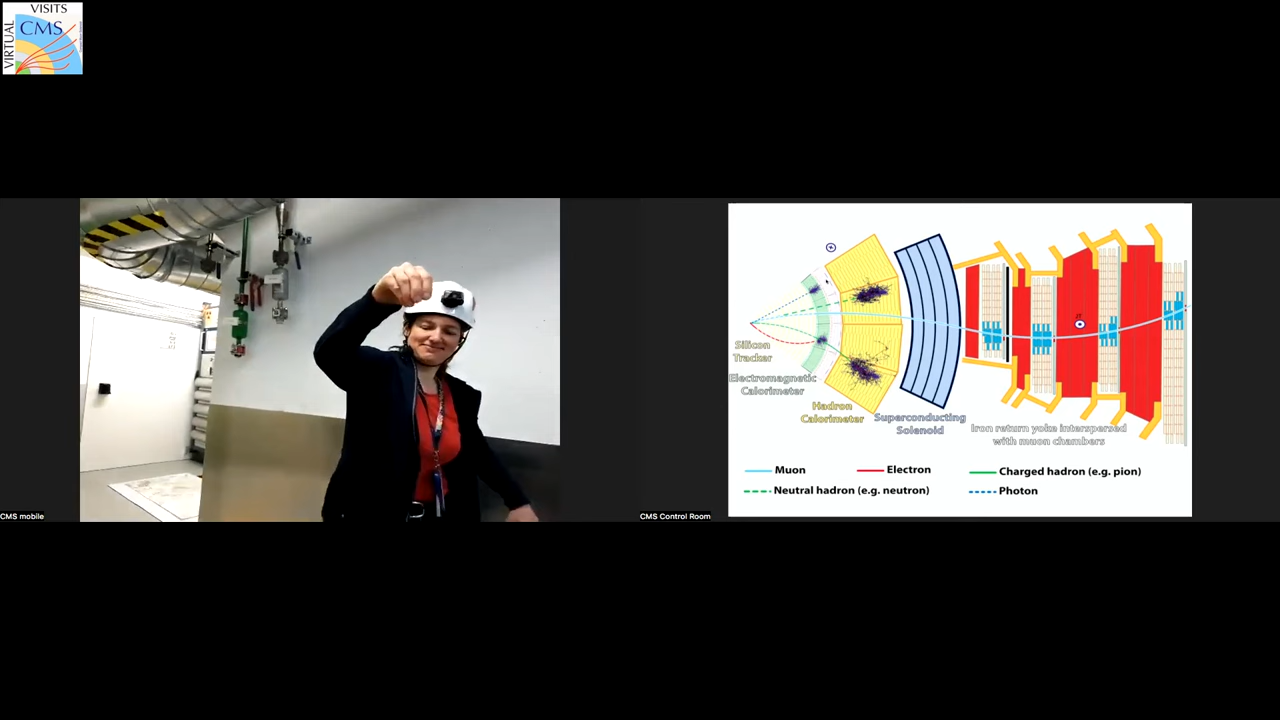 VISITS
VIRTUAL
CMS
Silicon
Tracker
Electromagnetic
Calorimeter
Hadron
Calorimeter
Superconducting
Solenoid
Iron return yoke interspersed
with muon chambers
Muon
Electron
Charged hadron (e.g. pion)
Neutral hadron (e.g. neutron)
Photon
CMS mobile
CMS Control Room